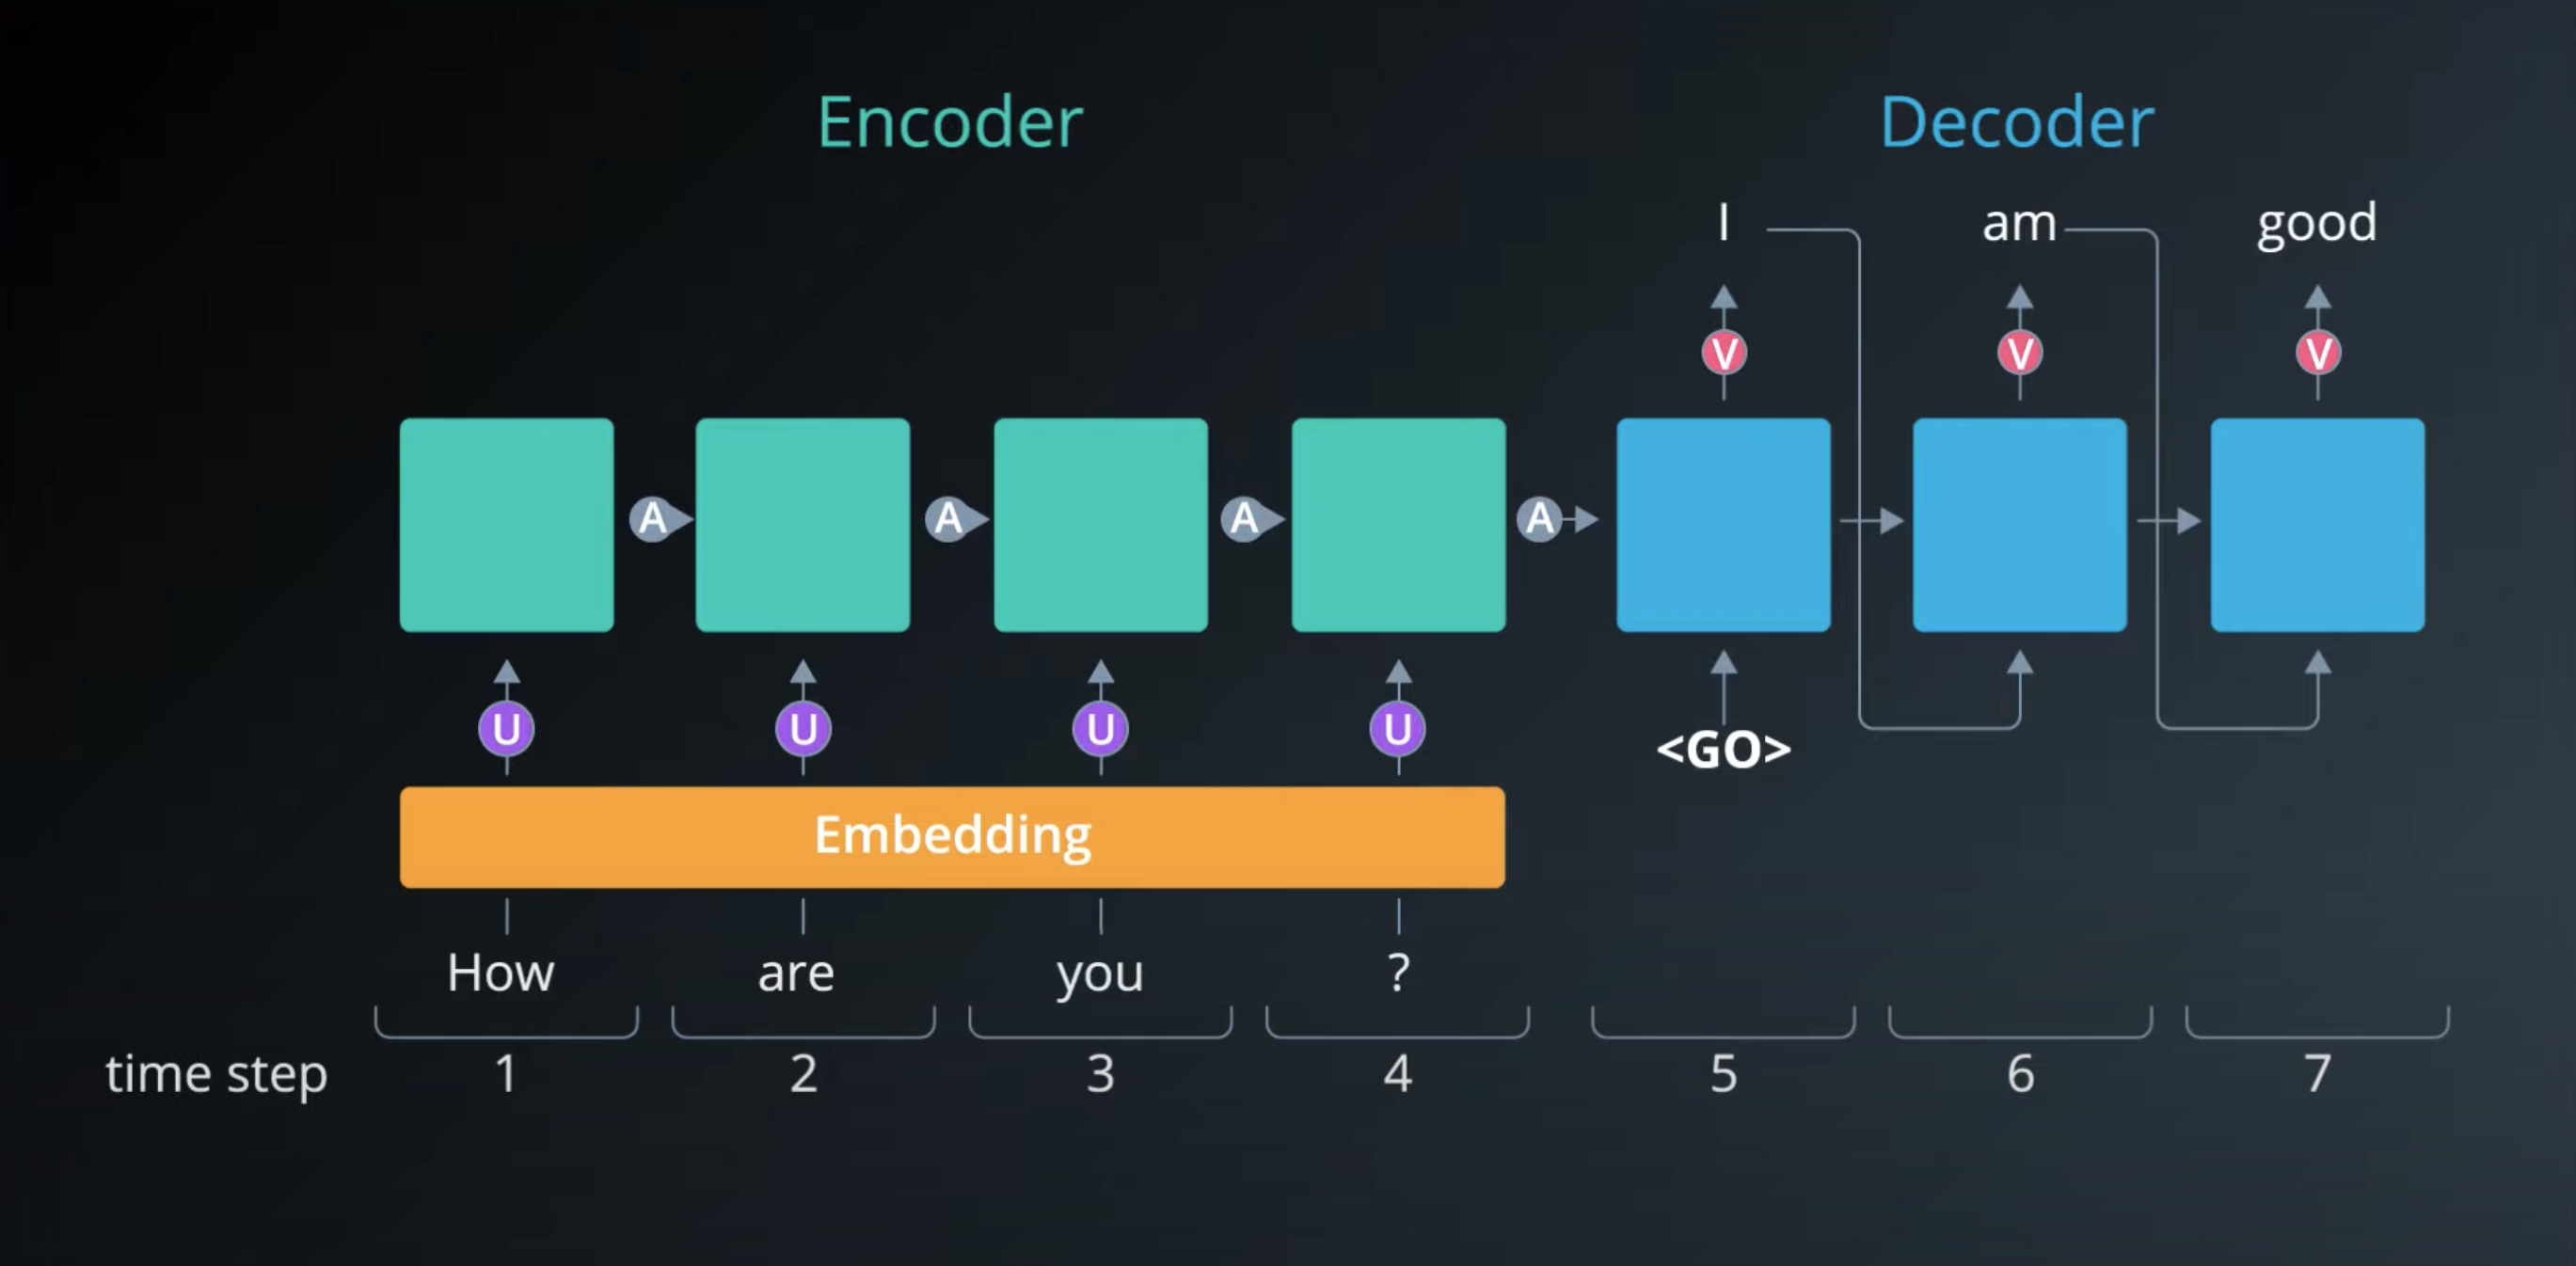 Encoder
Decoder
I am good
V V V
A A A A
U U U U
<GO>
Embedding
How are you ?
time step 1 2 3 4 5 6 7